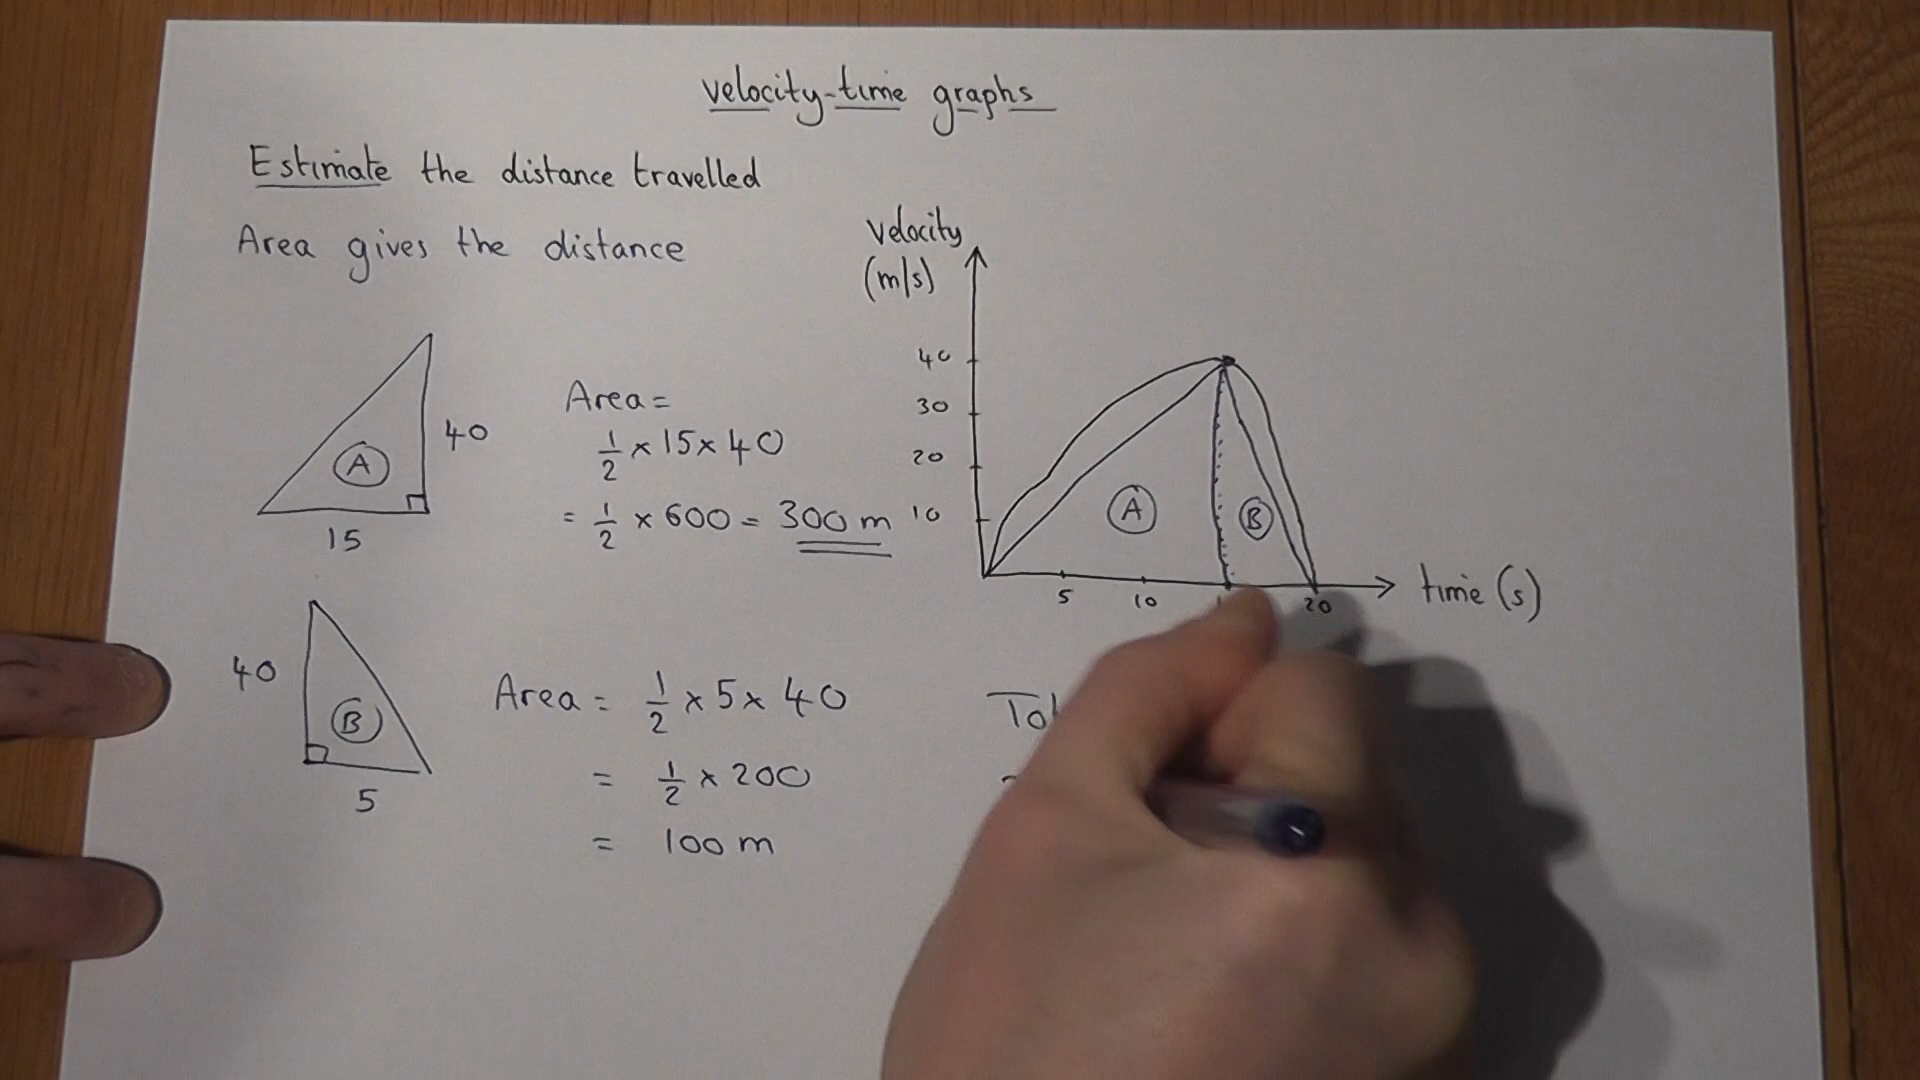 velocity-time graphs
Estimate the distance travelled
Area gives the distance
velocity
(m/s)
40
30
20
10
5 10 20
time (s)
A
B
A
40
15
Area =
1/2 × 15 × 40
= 1/2 × 600 = 300 m
40
B
5
Area = 1/2 × 5 × 40
= 1/2 × 200
= 100 m